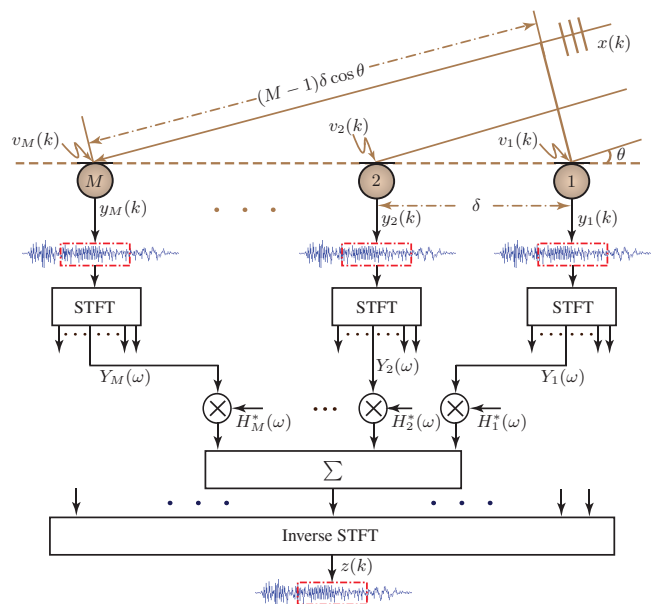 x(k)
(M − 1)δ cos θ
v_M(k)
v_2(k)
v_1(k)
θ
M
2
1
y_M(k)
δ
y_2(k)
y_1(k)
STFT
STFT
STFT
Y_M(ω)
Y_2(ω)
Y_1(ω)
H*_M(ω)
H*_2(ω)
H*_1(ω)
Σ
Inverse STFT
z(k)